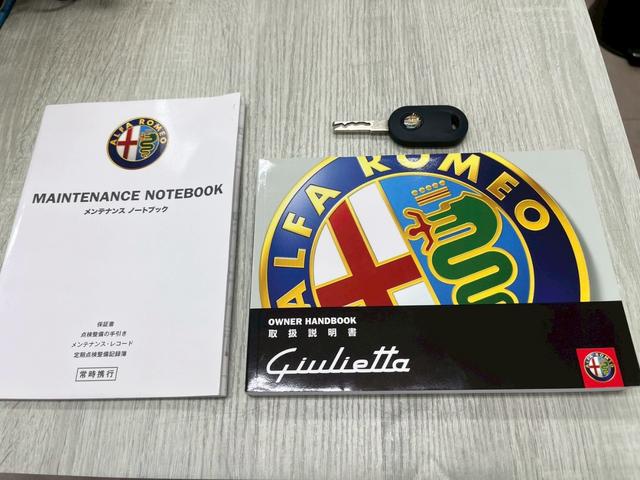 ALFA ROMEO
MAINTENANCE NOTEBOOK
メンテナンス ノートブック
保証書
点検整備の手引き
メンテナンス・レコード
定期点検整備記録簿
常時携行
ALFA ROMEO
OWNER HANDBOOK
取扱説明書
Giulietta